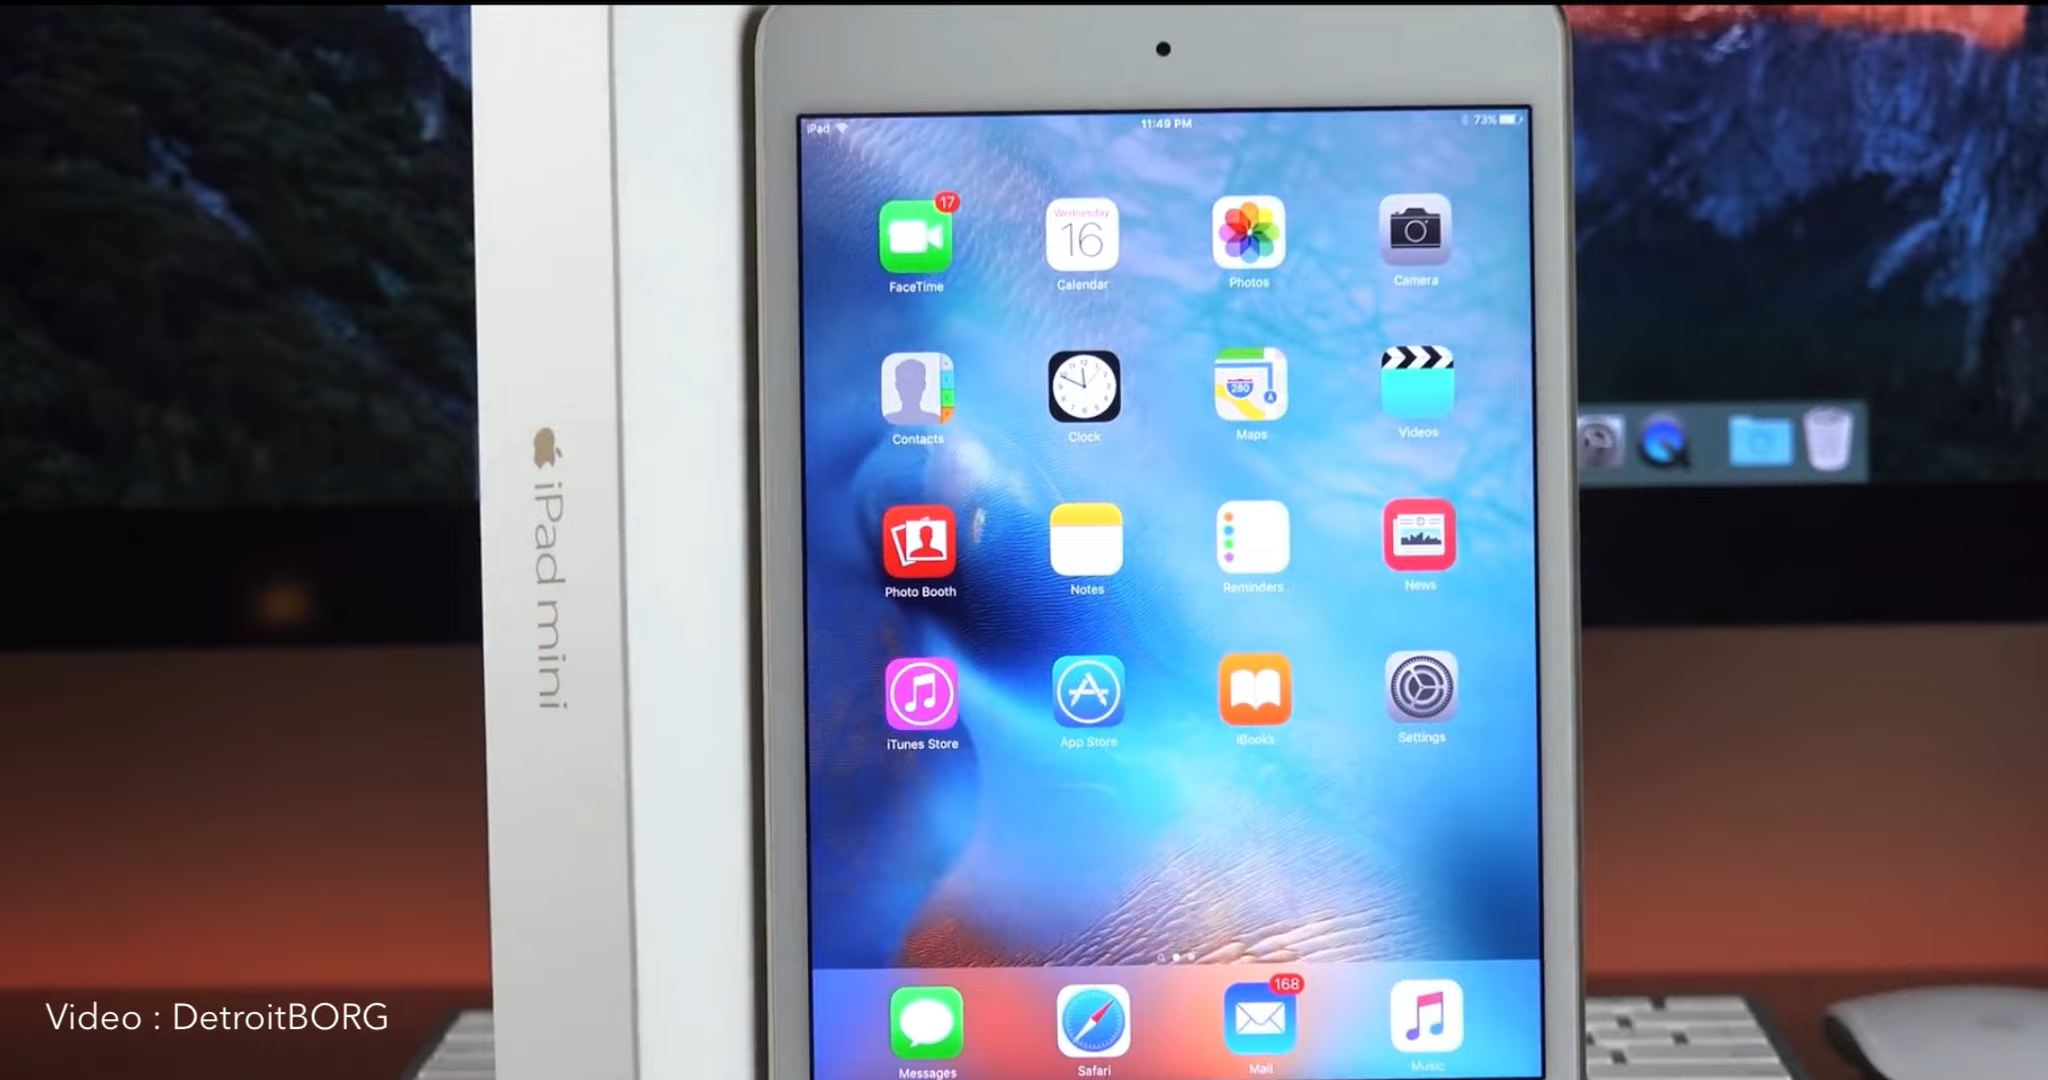 iPad mini
iPad 11:49 PM 73%
17
Wednesday
16
FaceTime Calendar Photos Camera
280
Contacts Clock Maps Videos
Photo Booth Notes Reminders News
iTunes Store App Store iBooks Settings
168
Messages Safari Mail Music
Video : DetroitBORG